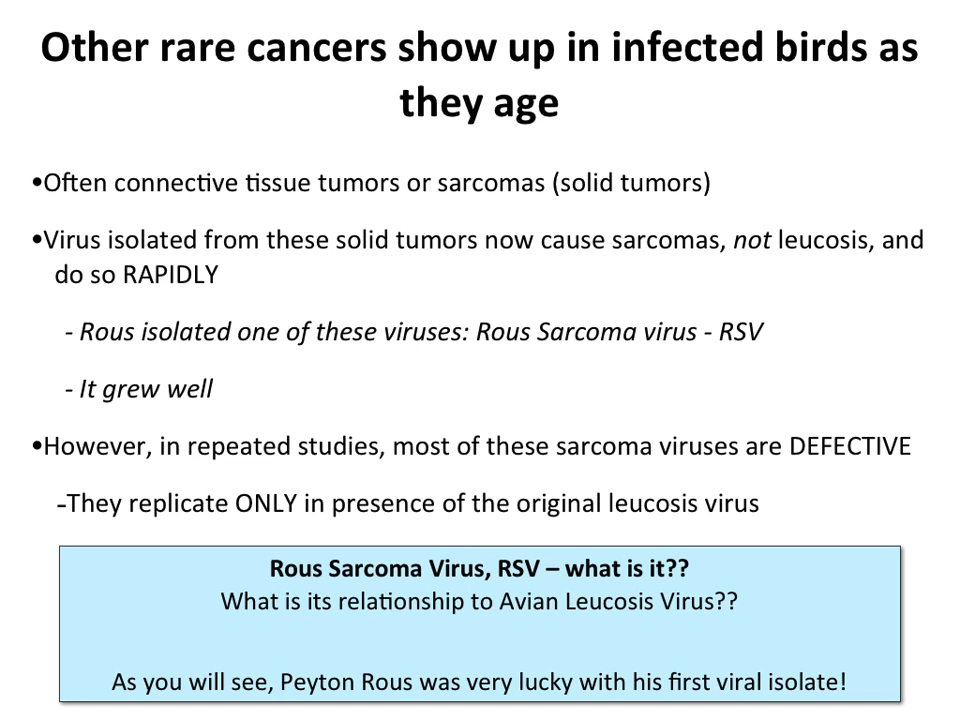 Other rare cancers show up in infected birds as
they age
•Often connective tissue tumors or sarcomas (solid tumors)
•Virus isolated from these solid tumors now cause sarcomas, not leucosis, and
do so RAPIDLY
- Rous isolated one of these viruses: Rous Sarcoma virus - RSV
- It grew well
•However, in repeated studies, most of these sarcoma viruses are DEFECTIVE
-They replicate ONLY in presence of the original leucosis virus
Rous Sarcoma Virus, RSV – what is it??
What is its relationship to Avian Leucosis Virus??
As you will see, Peyton Rous was very lucky with his first viral isolate!